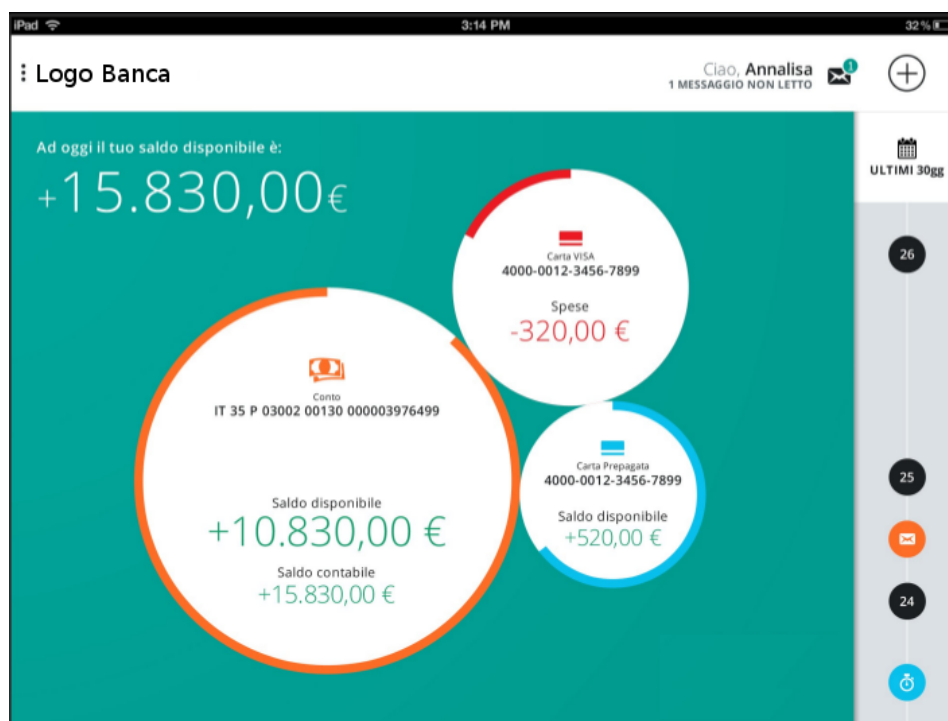 iPad
3:14 PM
32%
Logo Banca
Ciao, Annalisa
1 MESSAGGIO NON LETTO
1
Ad oggi il tuo saldo disponibile è:
+15.830,00€
ULTIMI 30gg
26
Carta VISA
4000-0012-3456-7899
Spese
-320,00 €
Conto
IT 35 P 03002 00130 000003976499
Saldo disponibile
+10.830,00 €
Saldo contabile
+15.830,00 €
Carta Prepagata
4000-0012-3456-7899
Saldo disponibile
+520,00 €
25
24